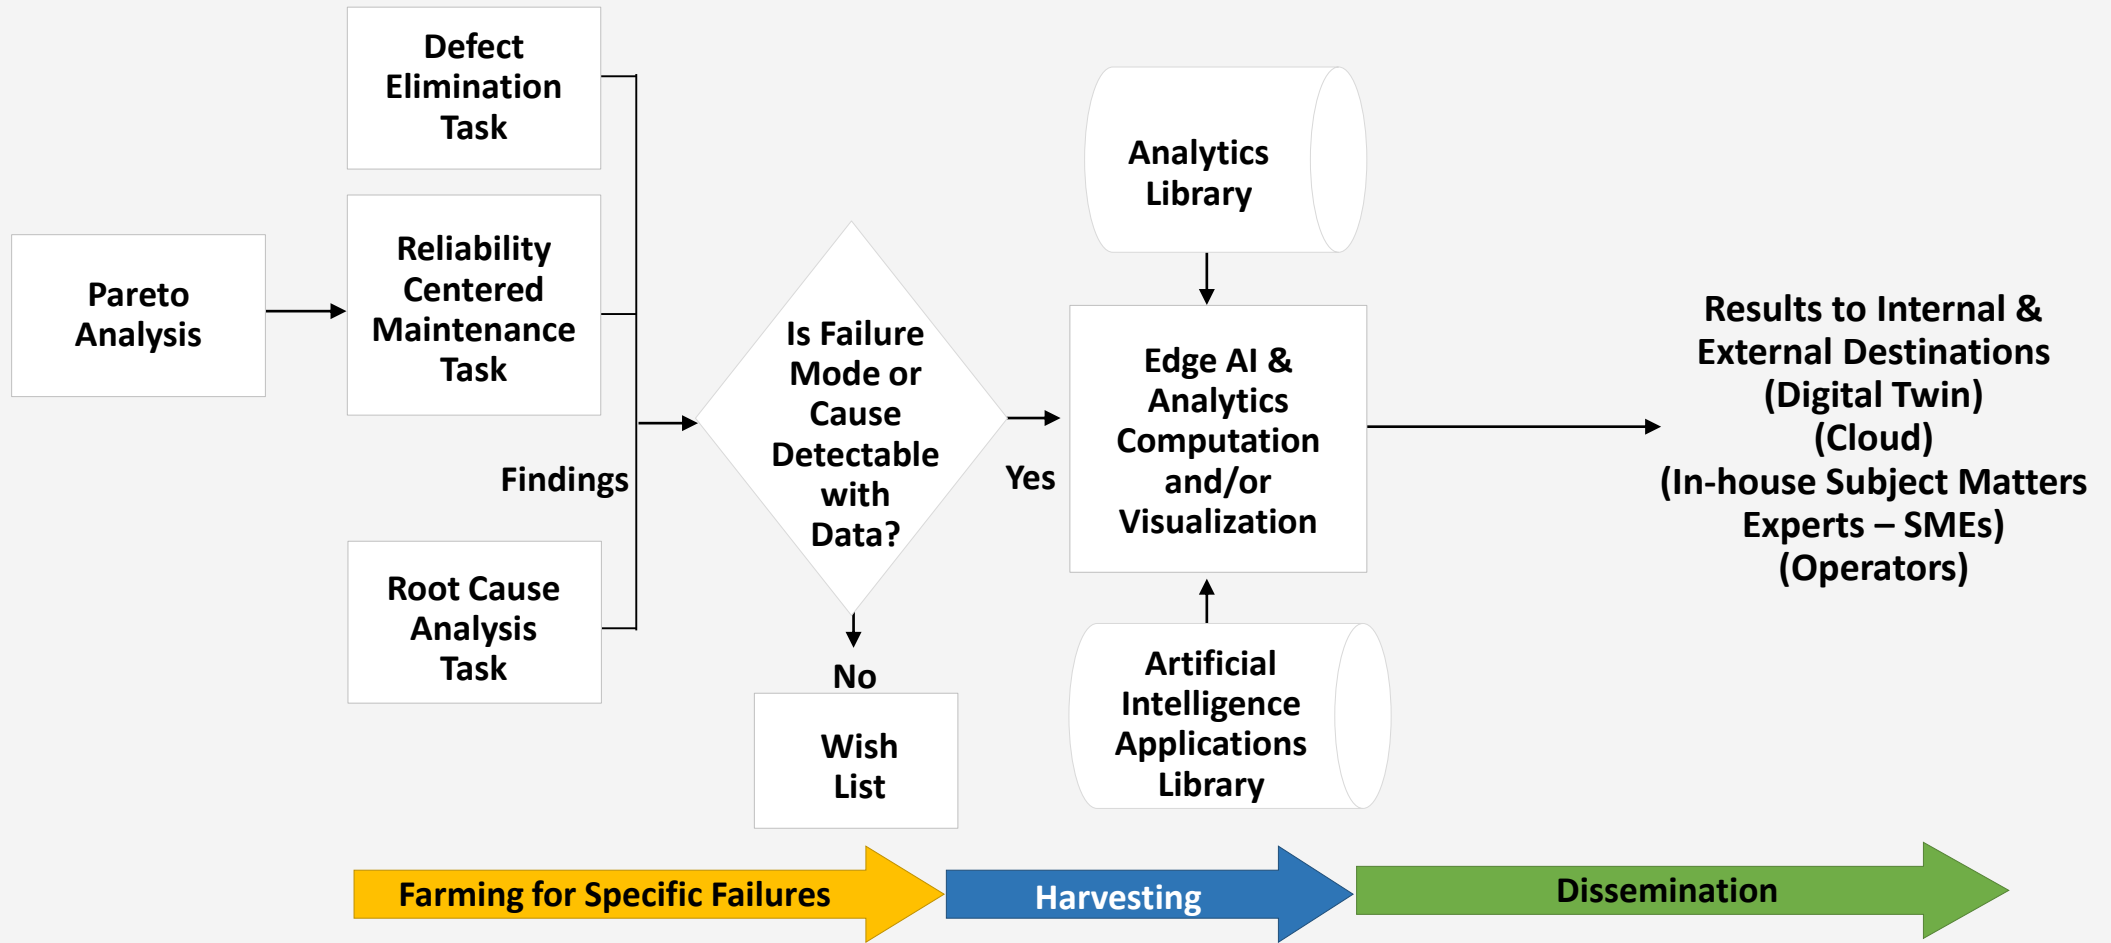 Pareto
Analysis
Defect
Elimination
Task
Reliability
Centered
Maintenance
Task
Root Cause
Analysis
Task
Findings
Is Failure
Mode or
Cause
Detectable
with
Data?
Yes
No
Wish
List
Analytics
Library
Edge AI &
Analytics
Computation
and/or
Visualization
Artificial
Intelligence
Applications
Library
Results to Internal &
External Destinations
(Digital Twin)
(Cloud)
(In-house Subject Matters
Experts – SMEs)
(Operators)
Farming for Specific Failures
Harvesting
Dissemination